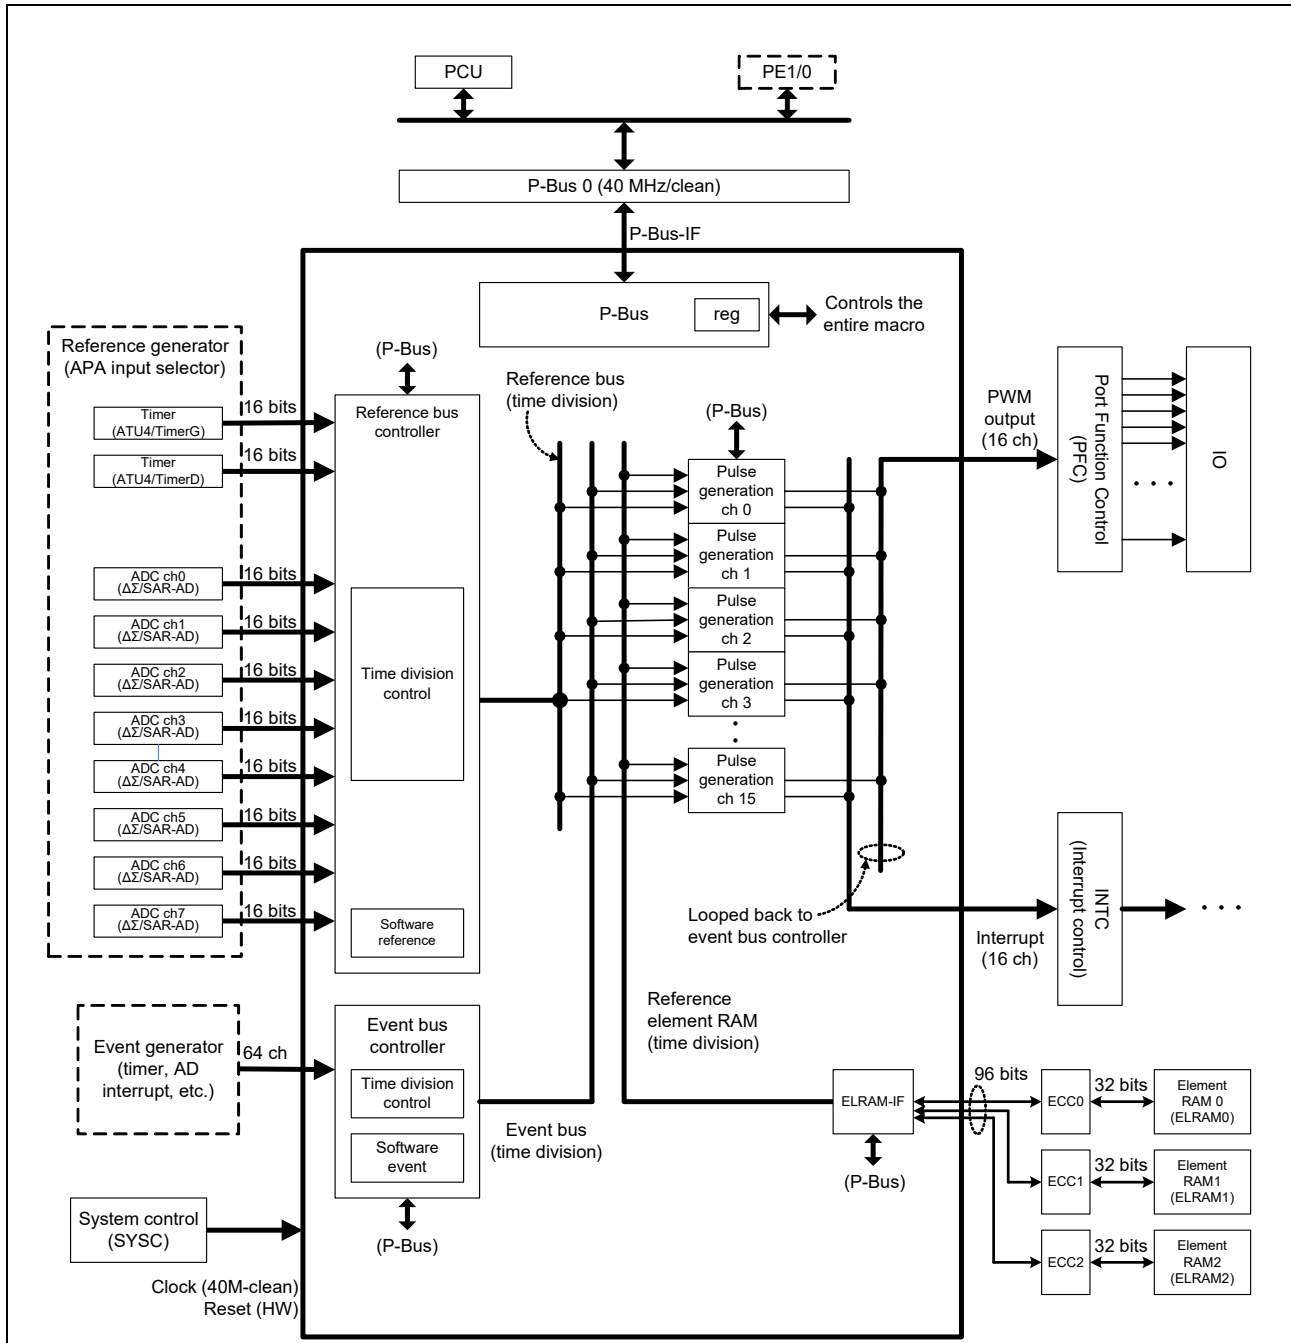 PCU
PE1/0
P-Bus 0 (40 MHz/clean)
P-Bus-IF
P-Bus
reg
Controls the
entire macro
Reference generator
(APA input selector)
Timer
(ATU4/TimerG)
16 bits
Timer
(ATU4/TimerD)
16 bits
ADC ch0
(ΔΣ/SAR-AD)
16 bits
ADC ch1
(ΔΣ/SAR-AD)
16 bits
ADC ch2
(ΔΣ/SAR-AD)
16 bits
ADC ch3
(ΔΣ/SAR-AD)
16 bits
ADC ch4
(ΔΣ/SAR-AD)
16 bits
ADC ch5
(ΔΣ/SAR-AD)
16 bits
ADC ch6
(ΔΣ/SAR-AD)
16 bits
ADC ch7
(ΔΣ/SAR-AD)
16 bits
(P-Bus)
Reference bus
controller
Time division
control
Software
reference
Reference bus
(time division)
(P-Bus)
Pulse
generation
ch 0
Pulse
generation
ch 1
Pulse
generation
ch 2
Pulse
generation
ch 3
Pulse
generation
ch 15
PWM
output
(16 ch)
Port Function Control
(PFC)
IO
Looped back to
event bus controller
Interrupt
(16 ch)
INTC
(Interrupt control)
Event generator
(timer, AD
interrupt, etc.)
64 ch
Event bus
controller
Time division
control
Software
event
(P-Bus)
Event bus
(time division)
Reference
element RAM
(time division)
ELRAM-IF
(P-Bus)
96 bits
ECC0
32 bits
Element
RAM 0
(ELRAM0)
ECC1
32 bits
Element
RAM1
(ELRAM1)
ECC2
32 bits
Element
RAM2
(ELRAM2)
System control
(SYSC)
Clock (40M-clean)
Reset (HW)